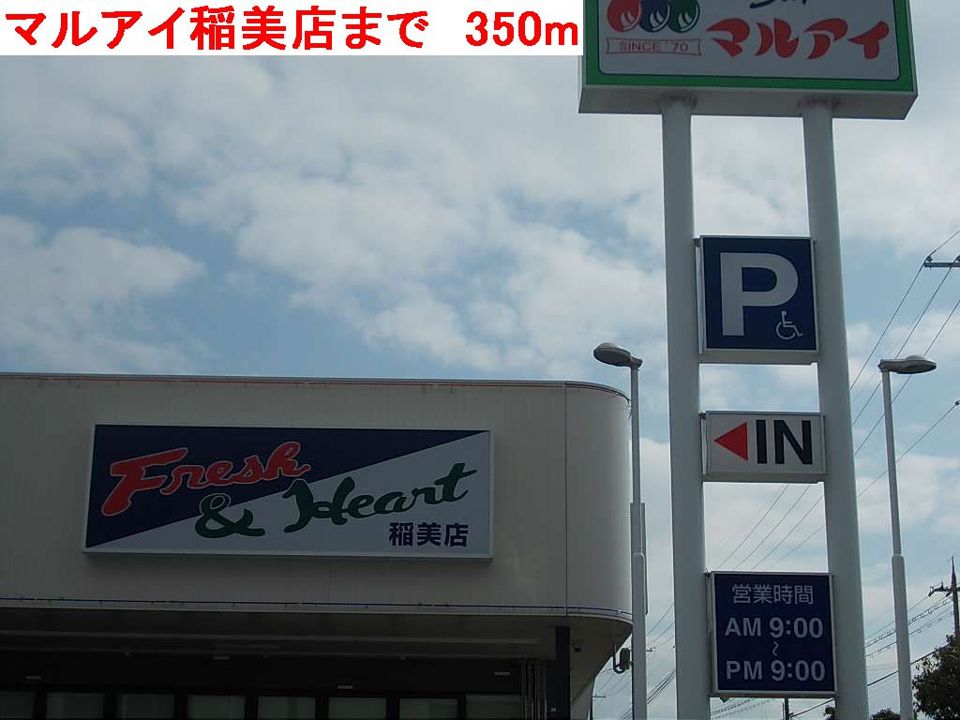 マルアイ稲美店まで 350m
SINCE '70
マルアイ
P
IN
Fresh
& Heart
稲美店
営業時間
AM 9:00
~
PM 9:00